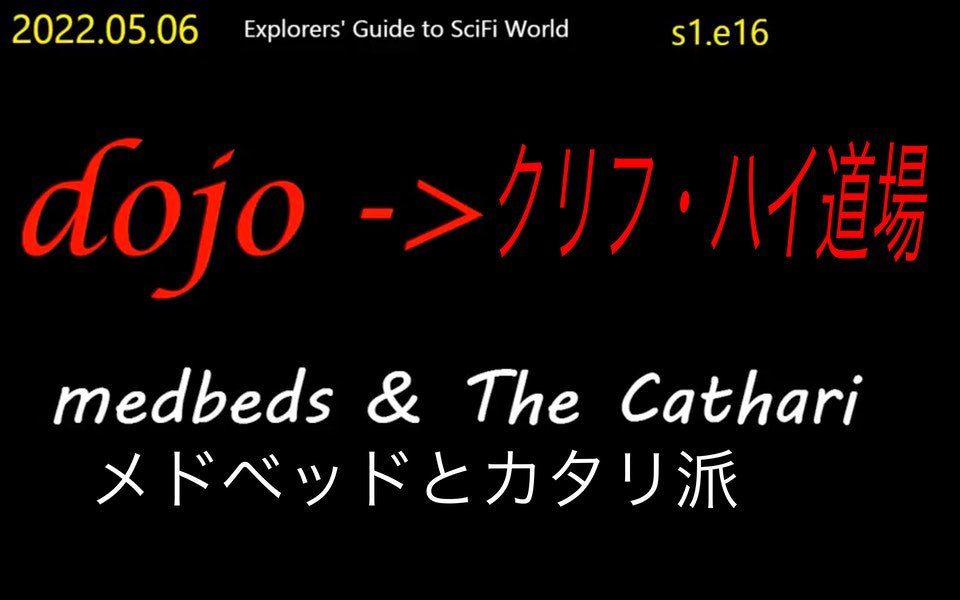 2022.05.06 Explorers' Guide to SciFi World s1.e16
dojo -> クリフ・ハイ道場
medbeds & The Cathari
メドベッドとカタリ派